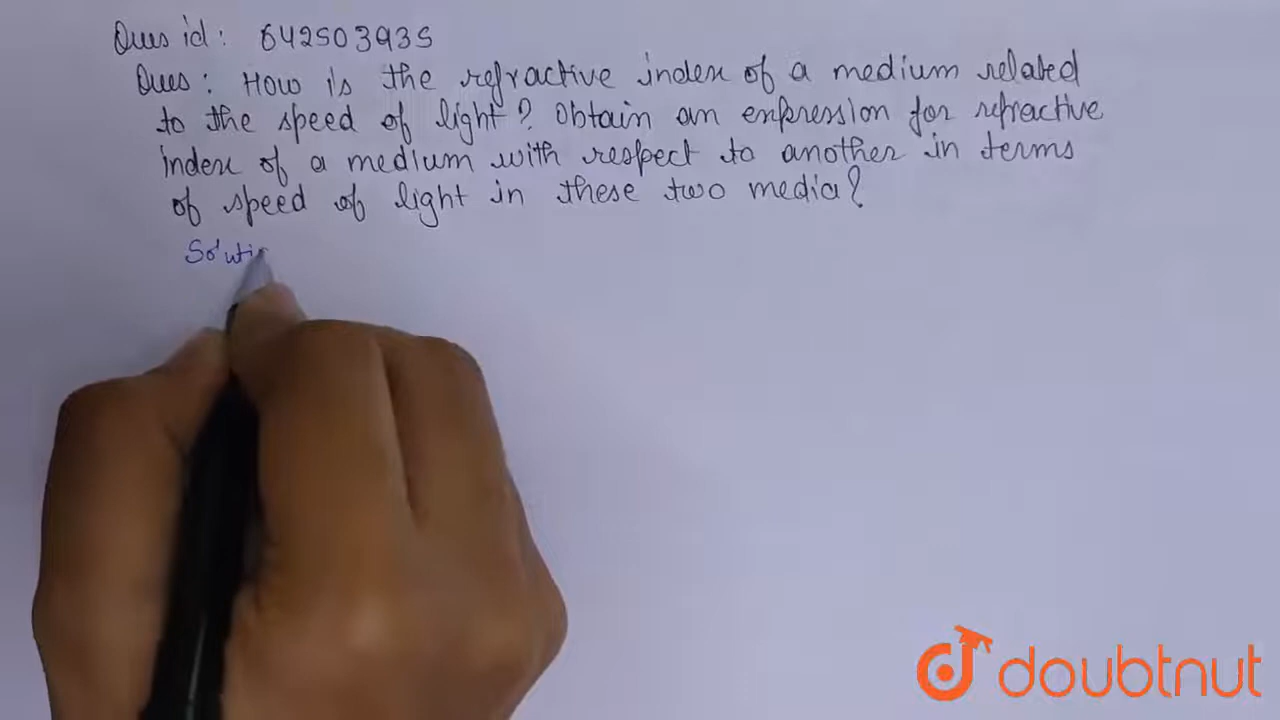 Ques id: 642503935
Ques: How is the refractive index of a medium related
to the speed of light? Obtain an expression for refractive
index of a medium with respect to another in terms
of speed of light in these two media?
Soluti
doubtnut